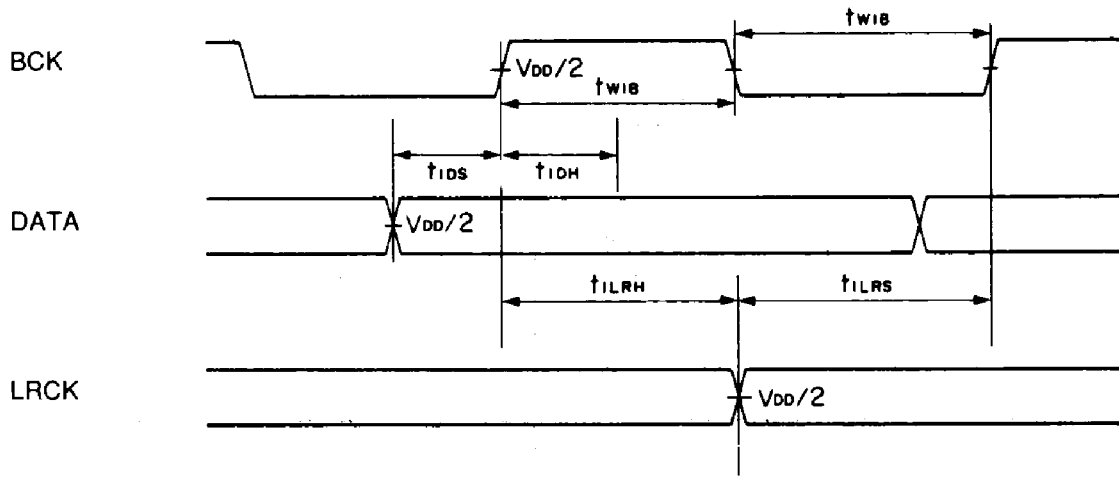 BCK
tWIB
VDD/2
tWIB
tIDS
tIDH
DATA
VDD/2
tILRH
tILRS
LRCK
VDD/2